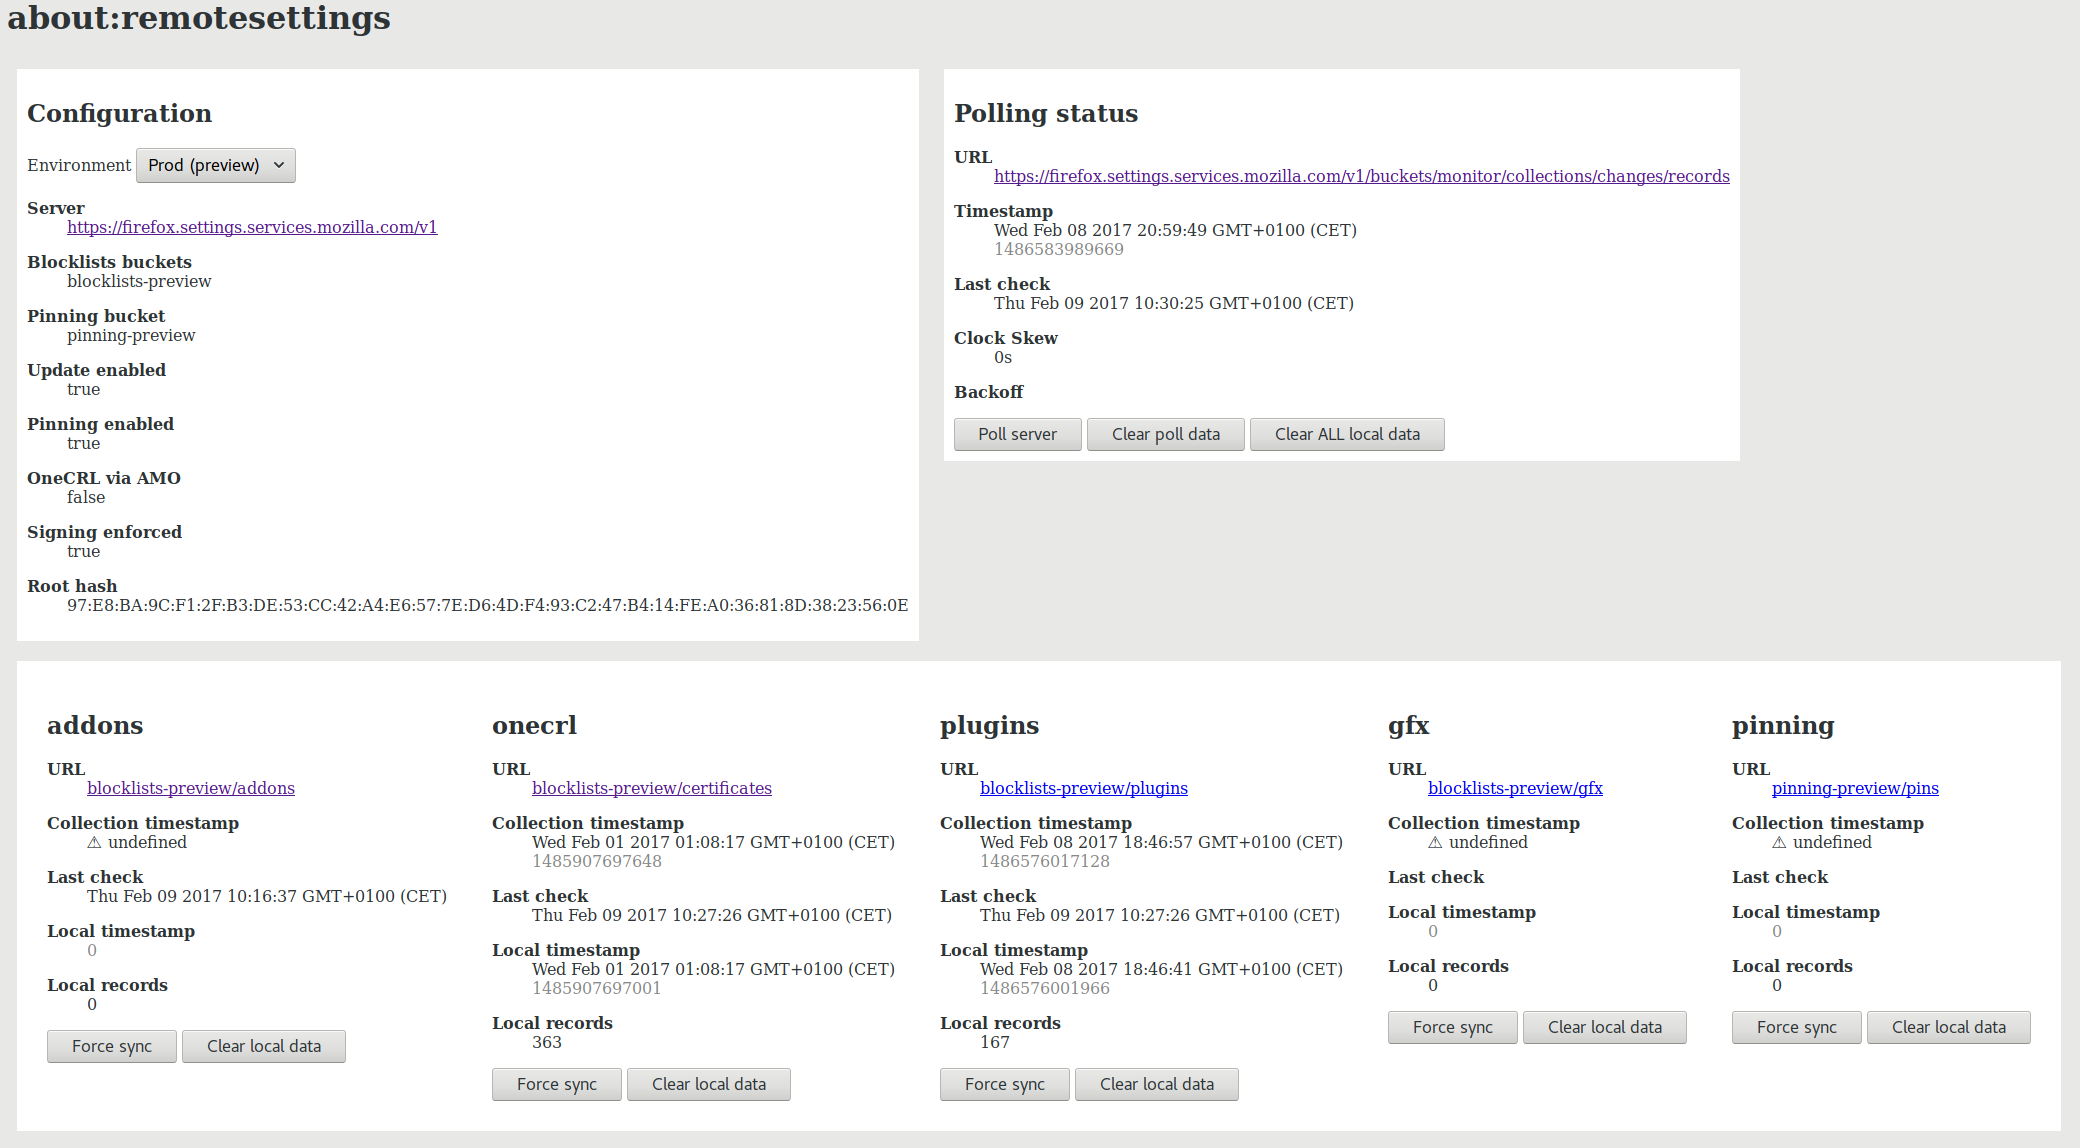 about:remotesettings
Configuration
Environment Prod (preview)
Server
https://firefox.settings.services.mozilla.com/v1
Blocklists buckets
blocklists-preview
Pinning bucket
pinning-preview
Update enabled
true
Pinning enabled
true
OneCRL via AMO
false
Signing enforced
true
Root hash
97:E8:BA:9C:F1:2F:B3:DE:53:CC:42:A4:E6:57:7E:D6:4D:F4:93:C2:47:B4:14:FE:A0:36:81:8D:38:23:56:0E
Polling status
URL
https://firefox.settings.services.mozilla.com/v1/buckets/monitor/collections/changes/records
Timestamp
Wed Feb 08 2017 20:59:49 GMT+0100 (CET)
1486583989669
Last check
Thu Feb 09 2017 10:30:25 GMT+0100 (CET)
Clock Skew
0s
Backoff
Poll server Clear poll data Clear ALL local data
addons
URL
blocklists-preview/addons
Collection timestamp
⚠ undefined
Last check
Thu Feb 09 2017 10:16:37 GMT+0100 (CET)
Local timestamp
0
Local records
0
Force sync Clear local data
onecrl
URL
blocklists-preview/certificates
Collection timestamp
Wed Feb 01 2017 01:08:17 GMT+0100 (CET)
1485907697648
Last check
Thu Feb 09 2017 10:27:26 GMT+0100 (CET)
Local timestamp
Wed Feb 01 2017 01:08:17 GMT+0100 (CET)
1485907697001
Local records
363
Force sync Clear local data
plugins
URL
blocklists-preview/plugins
Collection timestamp
Wed Feb 08 2017 18:46:57 GMT+0100 (CET)
1486576017128
Last check
Thu Feb 09 2017 10:27:26 GMT+0100 (CET)
Local timestamp
Wed Feb 08 2017 18:46:41 GMT+0100 (CET)
1486576001966
Local records
167
Force sync Clear local data
gfx
URL
blocklists-preview/gfx
Collection timestamp
⚠ undefined
Last check
Local timestamp
0
Local records
0
Force sync Clear local data
pinning
URL
pinning-preview/pins
Collection timestamp
⚠ undefined
Last check
Local timestamp
0
Local records
0
Force sync Clear local data